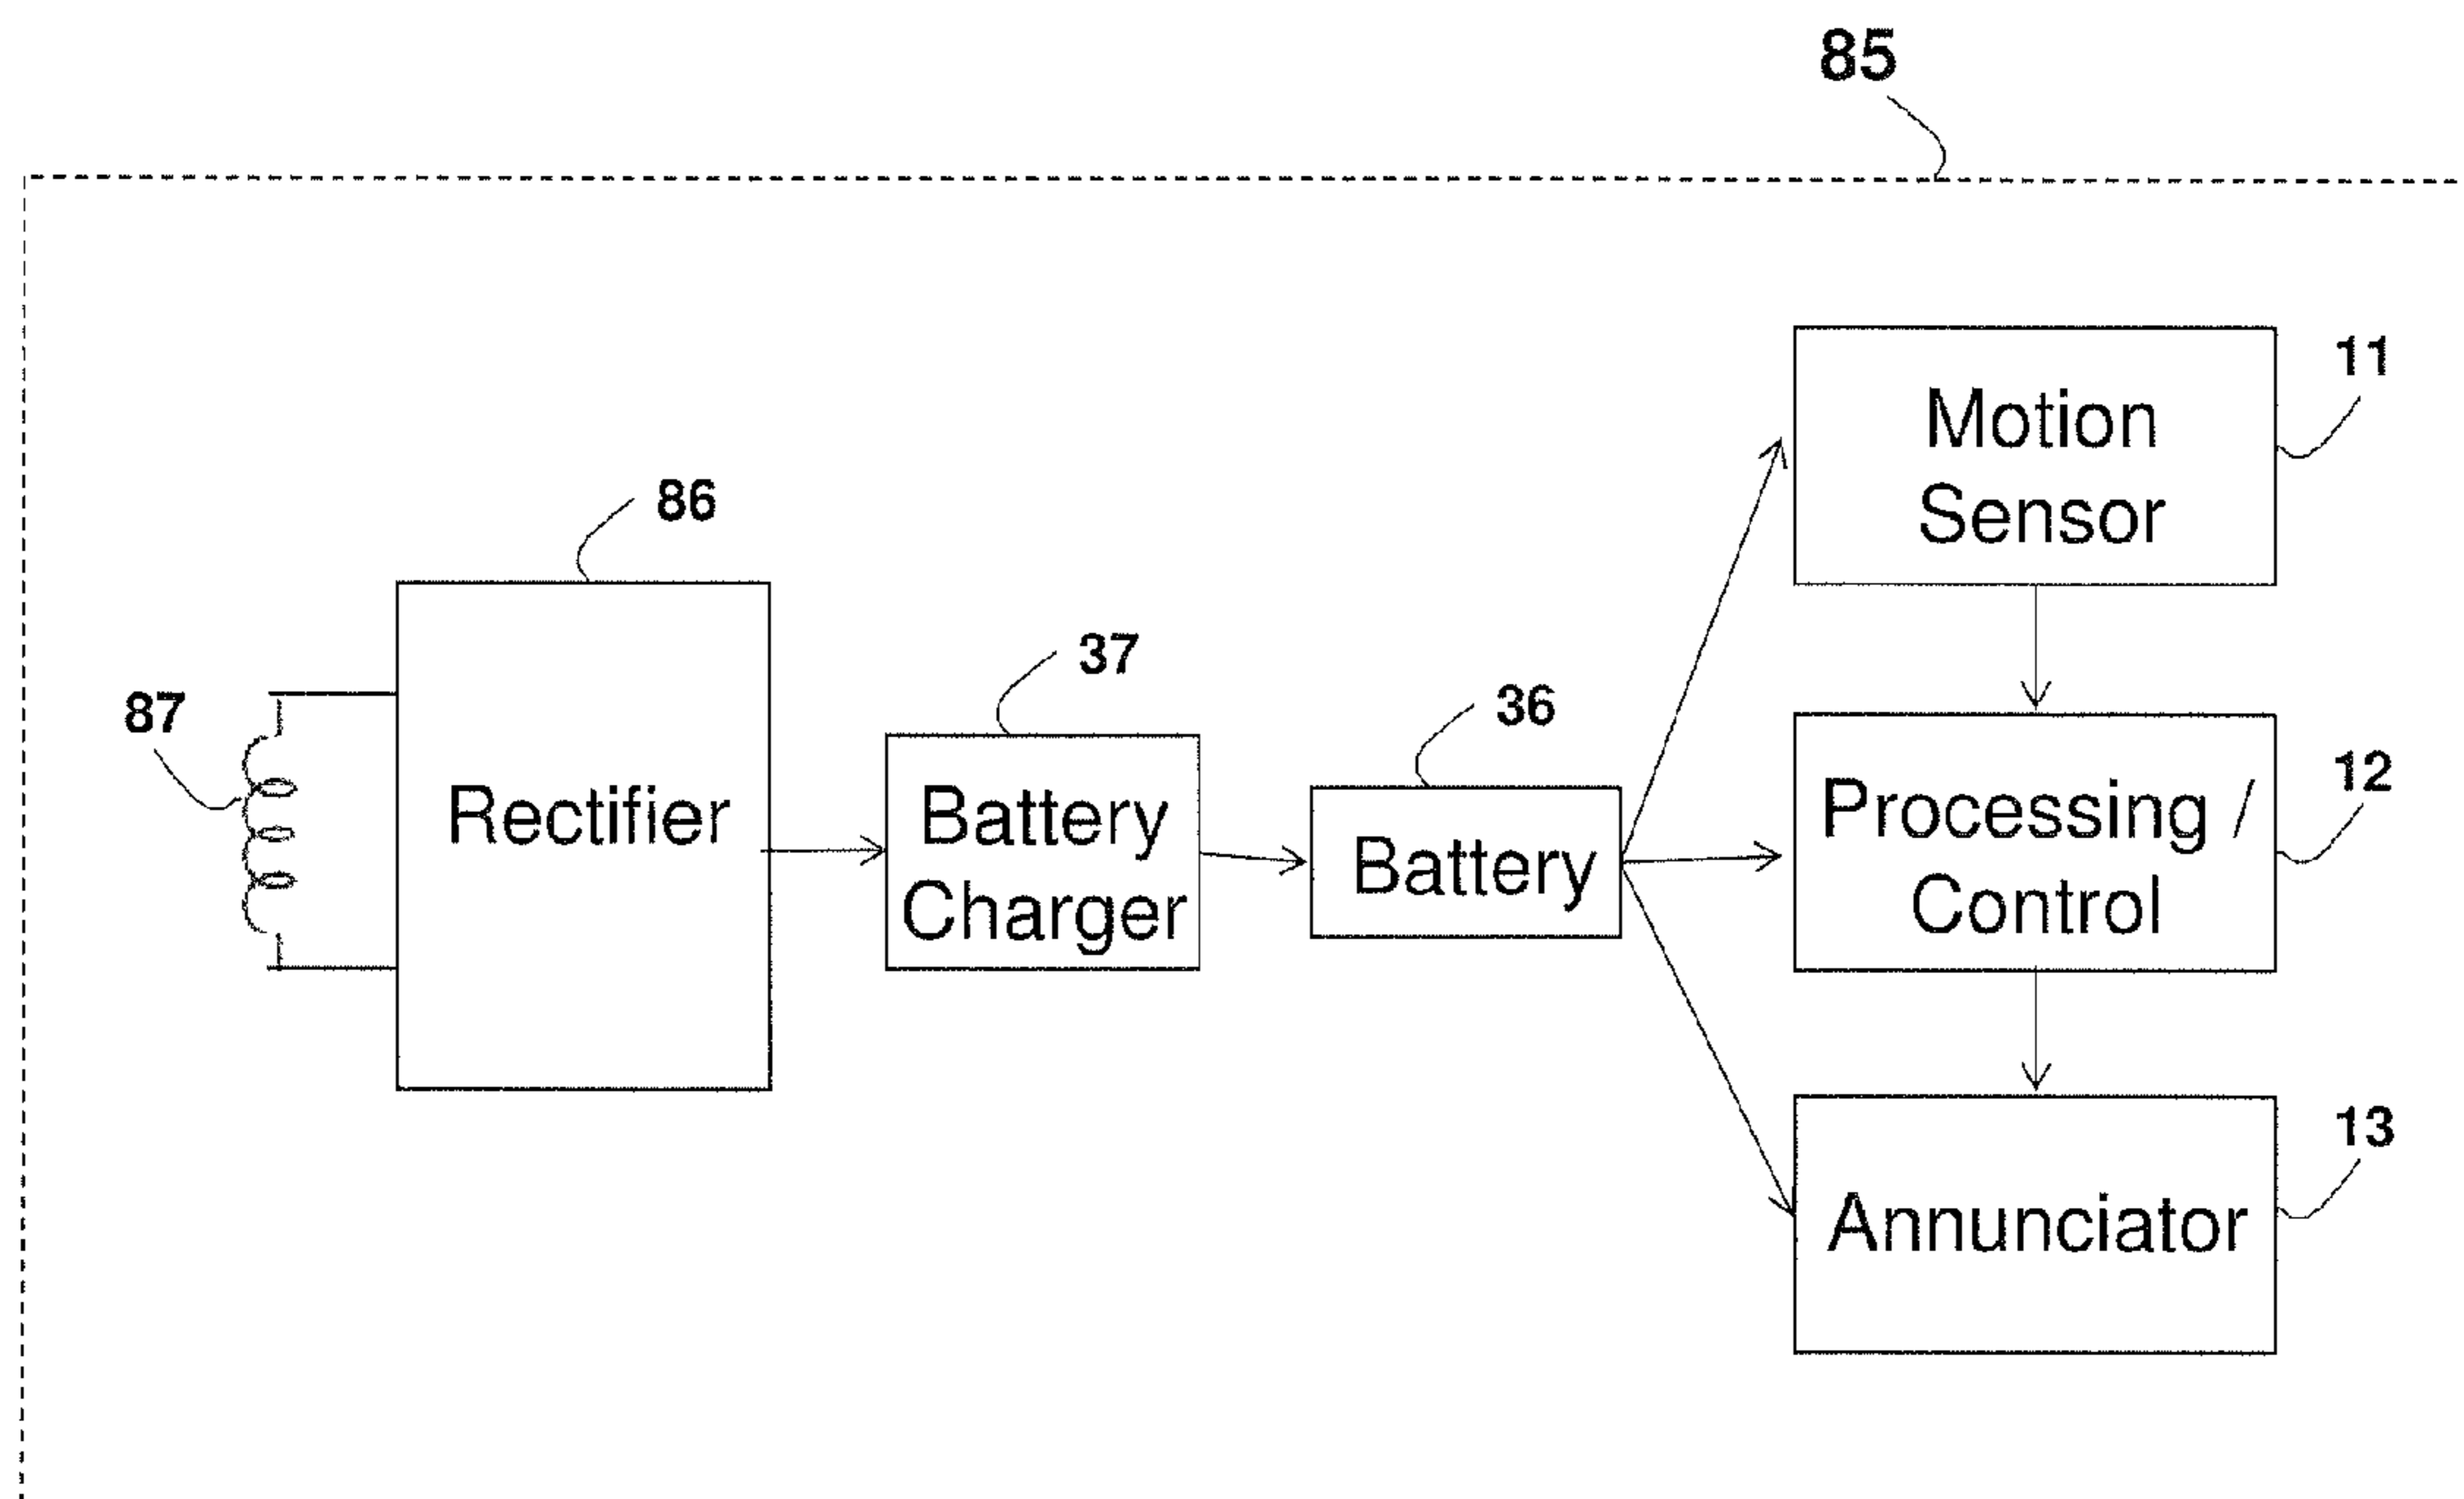 85
11
Motion
Sensor
86
37
36
87
12
Rectifier
Battery
Charger
Battery
Processing /
Control
13
Annunciator